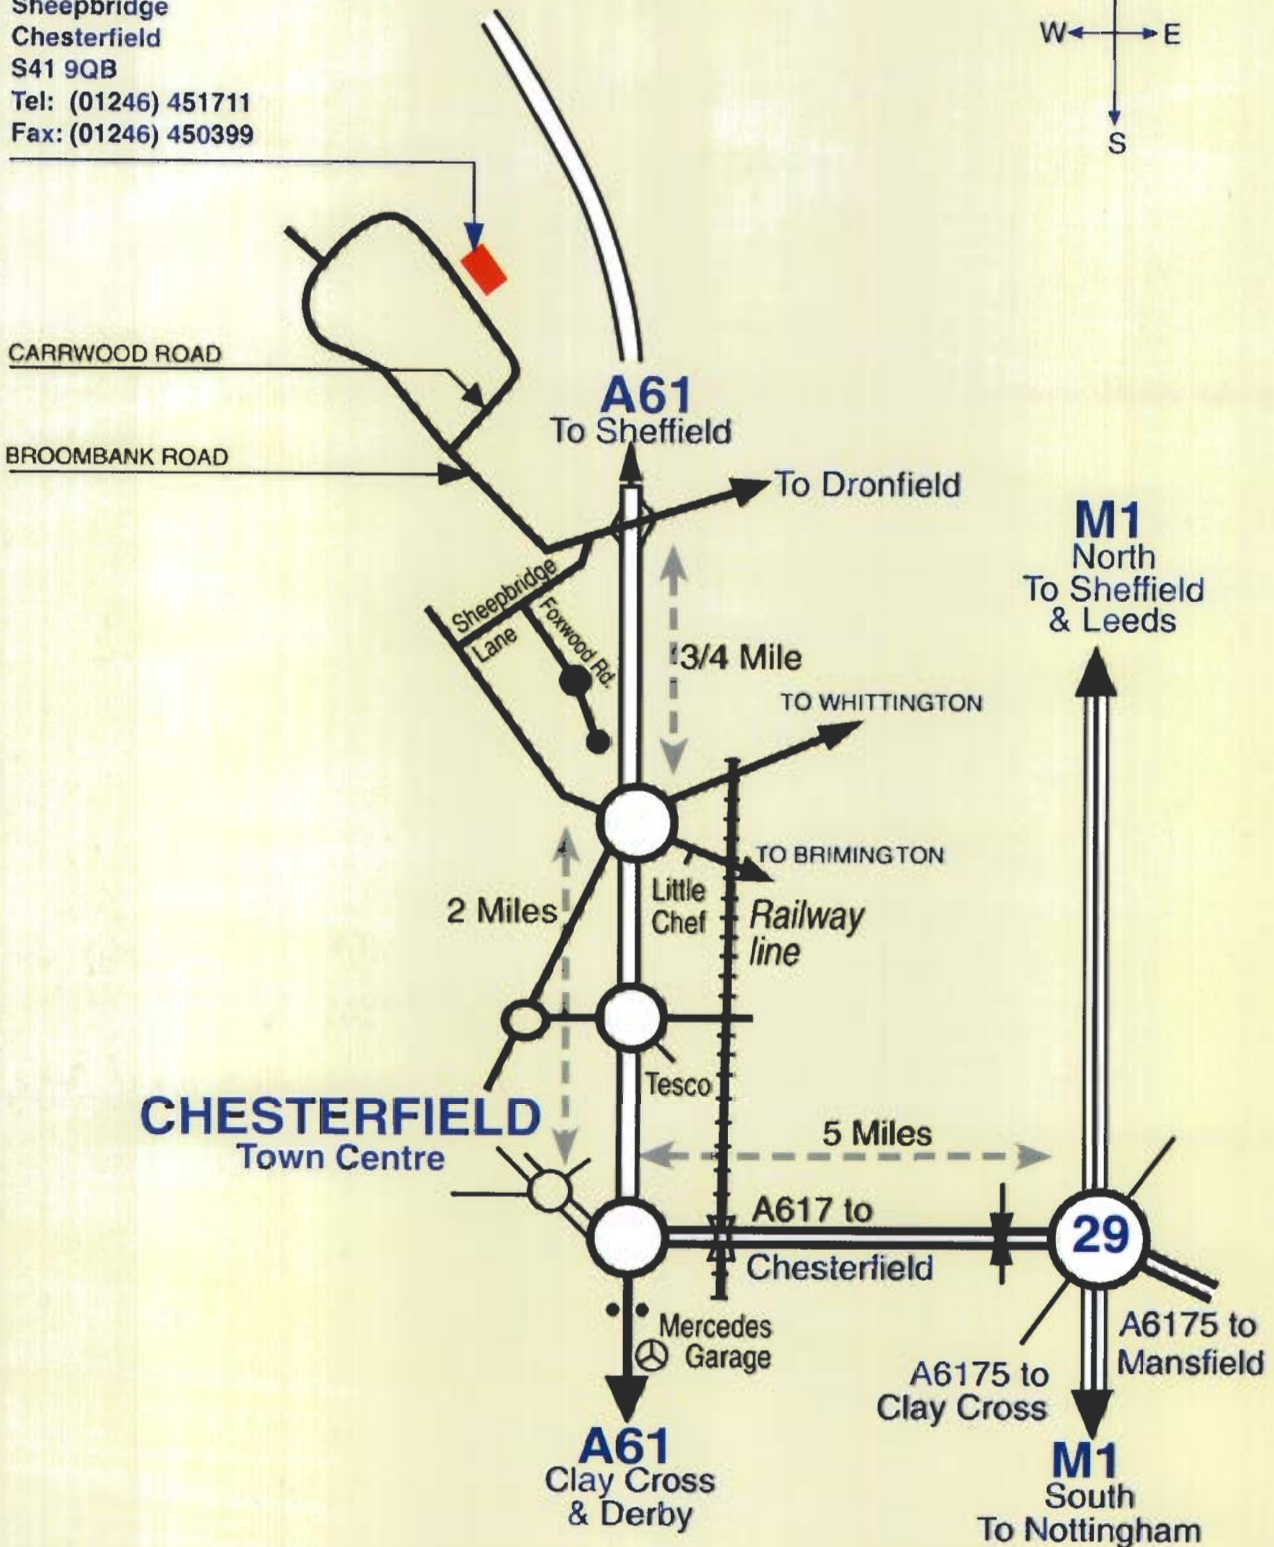 Sheepbridge
Chesterfield
S41 9QB
Tel: (01246) 451711
Fax: (01246) 450399
W E
S
CARRWOOD ROAD
A61
To Sheffield
BROOMBANK ROAD
To Dronfield
M1
North
To Sheffield
& Leeds
Sheepbridge
Lane
Foxwood Rd.
3/4 Mile
TO WHITTINGTON
TO BRIMINGTON
Little
Chef
Railway
line
2 Miles
Tesco
CHESTERFIELD
Town Centre
5 Miles
A617 to
Chesterfield
29
Mercedes
Garage
A6175 to
Mansfield
A6175 to
Clay Cross
A61
Clay Cross
& Derby
M1
South
To Nottingham